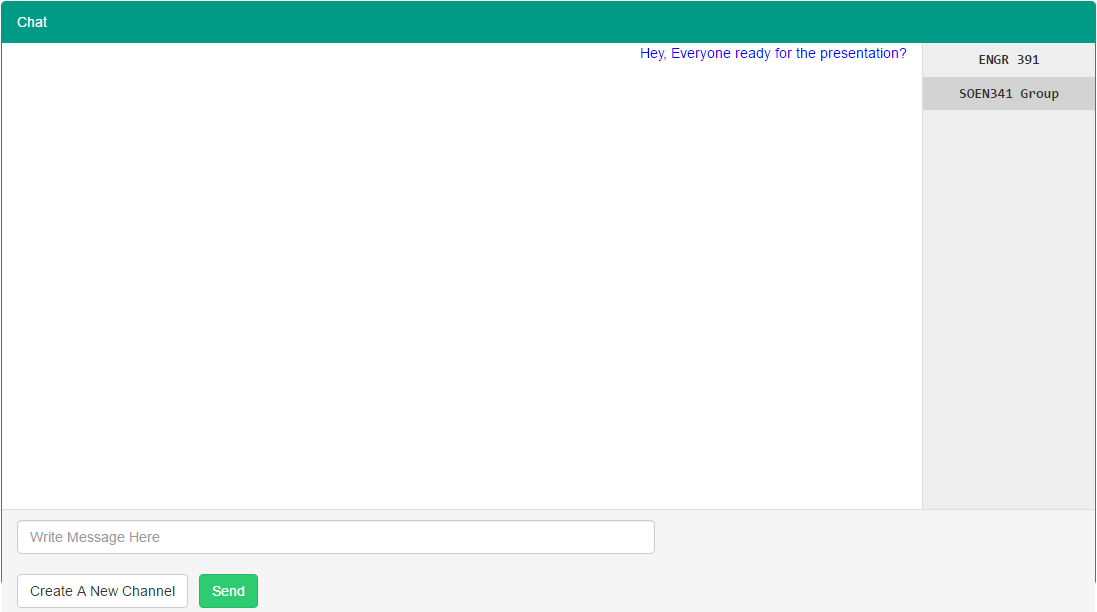 Chat
Hey, Everyone ready for the presentation?
ENGR 391
SOEN341 Group
Write Message Here
Create A New Channel
Send